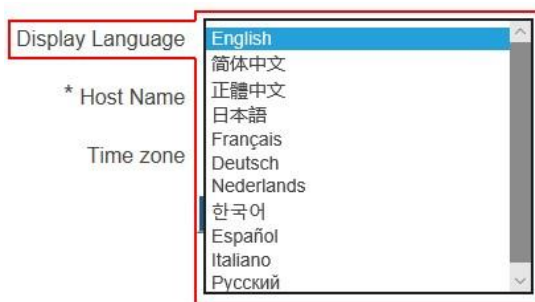 Display Language
English
简体中文
* Host Name
正體中文
日本語
Français
Time zone
Deutsch
Nederlands
한국어
Español
Italiano
Русский